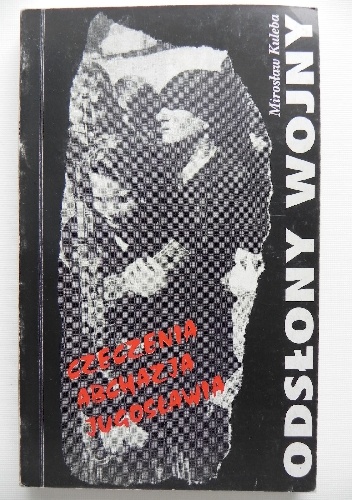 Mirosław Kuleba
ODSŁONY WOJNY
CZECZENIA
ABCHAZJA
JUGOSŁAWIA